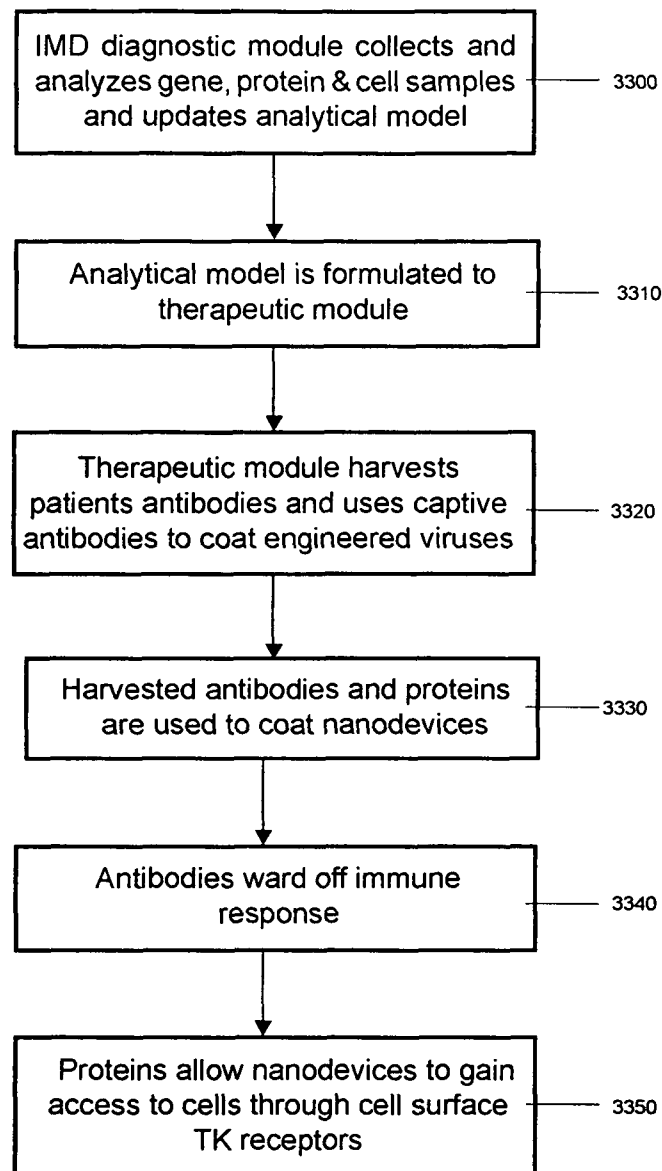 IMD diagnostic module collects and
analyzes gene, protein & cell samples
and updates analytical model
3300
Analytical model is formulated to
therapeutic module
3310
Therapeutic module harvests
patients antibodies and uses captive
antibodies to coat engineered viruses
3320
Harvested antibodies and proteins
are used to coat nanodevices
3330
Antibodies ward off immune
response
3340
Proteins allow nanodevices to gain
access to cells through cell surface
TK receptors
3350